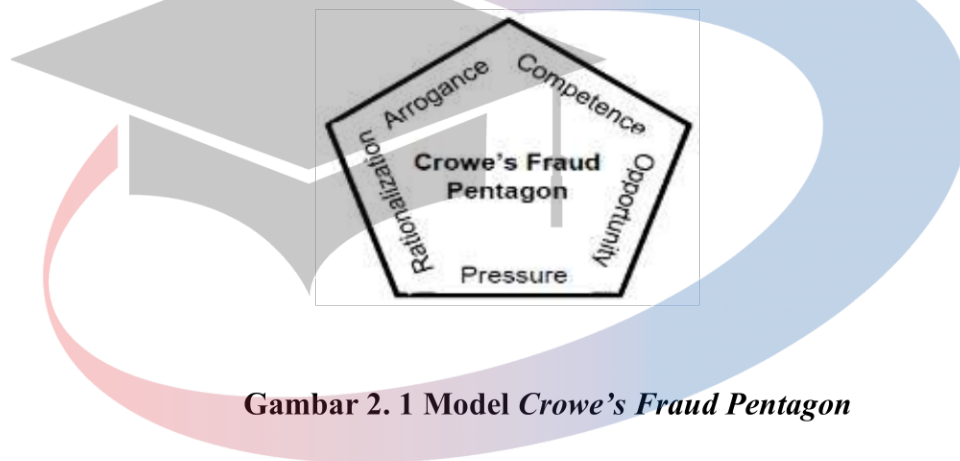 Arrogance
Competence
Rationalization
Crowe's Fraud
Pentagon
Opportunity
Pressure
Gambar 2. 1 Model Crowe's Fraud Pentagon